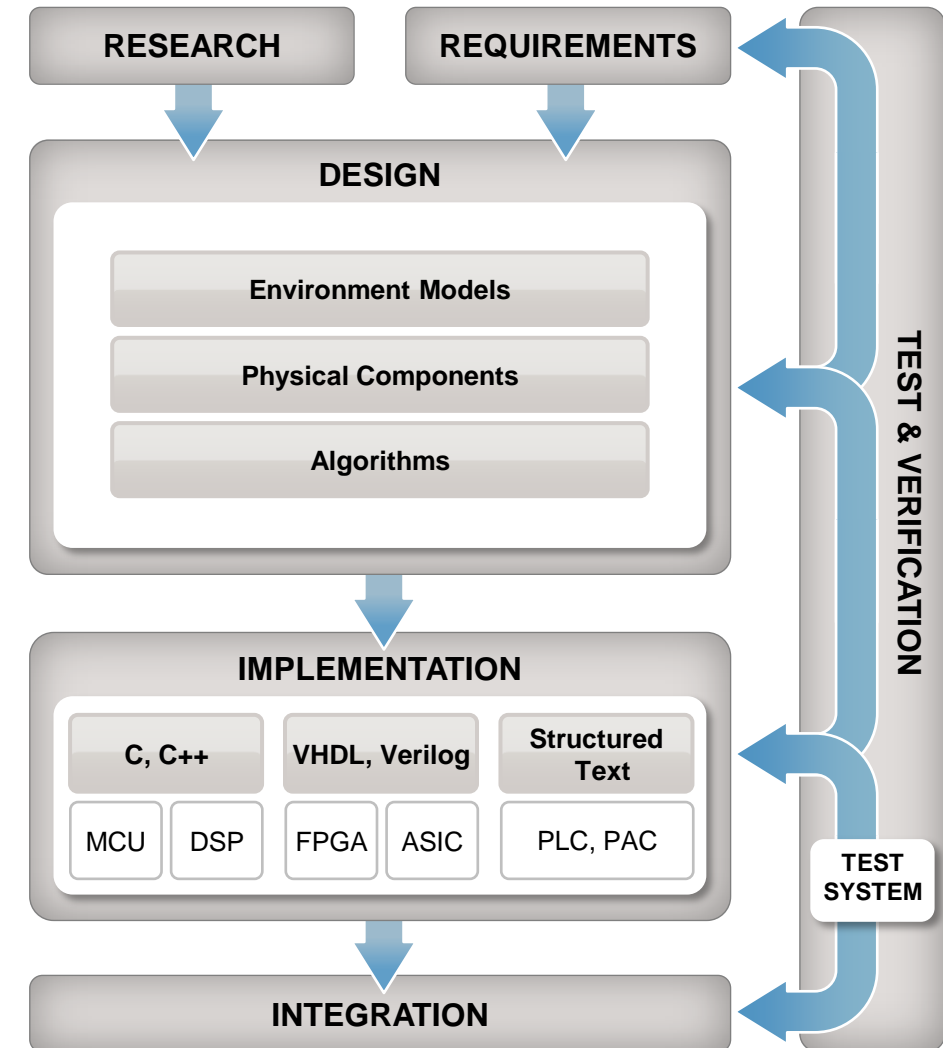 RESEARCH
REQUIREMENTS
DESIGN
Environment Models
Physical Components
Algorithms
IMPLEMENTATION
C, C++
VHDL, Verilog
Structured
Text
MCU
DSP
FPGA
ASIC
PLC, PAC
INTEGRATION
TEST & VERIFICATION
TEST
SYSTEM